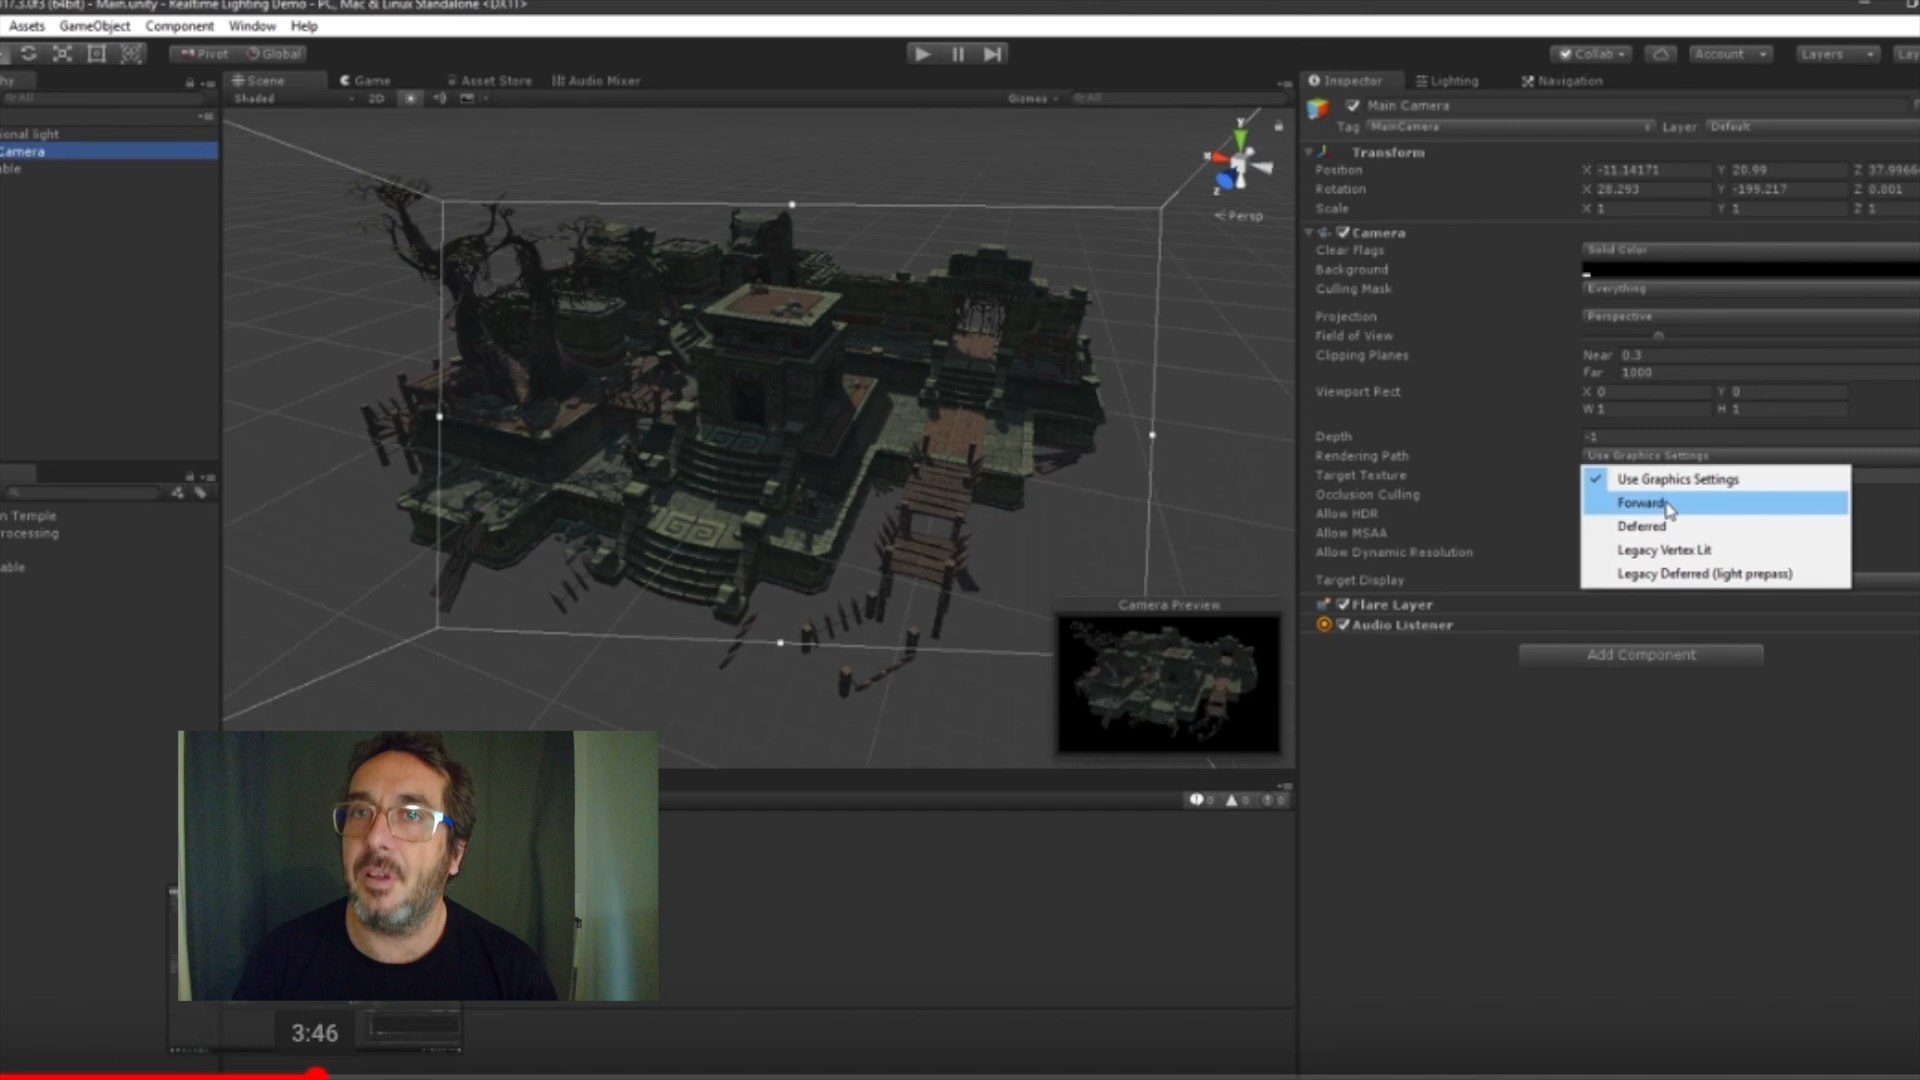 017.3.0f3 (64bit) - Main.unity - Realtime Lighting Demo - PC, Mac & Linux Standalone <DX11>
Assets GameObject Component Window Help
Pivot Global
Collab Account Layers Lay
hy
Scene Game Asset Store Audio Mixer
Inspector Lighting Navigation
All
Shaded 2D
Gizmos All
Main Camera
Tag MainCamera Layer Default
ional light
Camera
ble
y
x
z
Persp
Transform
Position X -11.14171 Y 20.99 Z 37.9966
Rotation X 28.293 Y -199.217 Z 0.001
Scale X 1 Y 1 Z 1
Camera
Clear Flags Solid Color
Background
Culling Mask Everything
Projection Perspective
Field of View
Clipping Planes Near 0.3
Far 1000
Viewport Rect X 0 Y 0
W 1 H 1
Depth -1
Rendering Path Use Graphics Settings
Target Texture
Occlusion Culling
Allow HDR
Allow MSAA
Allow Dynamic Resolution
Target Display
Use Graphics Settings
Forward
Deferred
Legacy Vertex Lit
Legacy Deferred (light prepass)
Flare Layer
Audio Listener
Add Component
n Temple
rocessing
able
Camera Preview
0 0 0
3:46